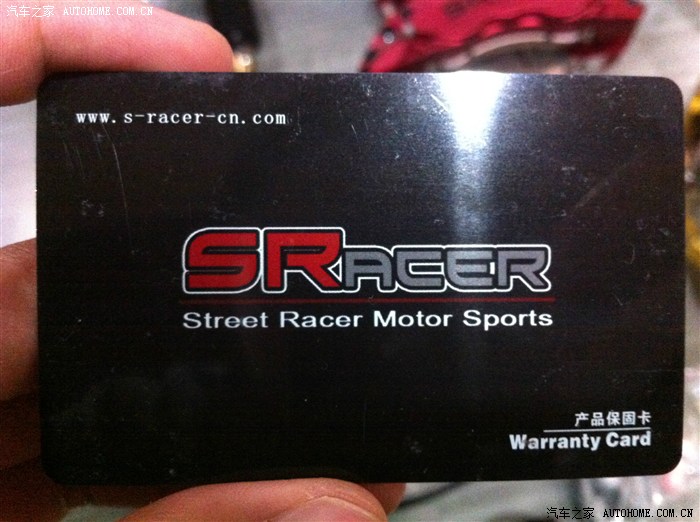 汽车之家 AUTOHOME.COM.CN
www.s-racer-cn.com
SRACER
Street Racer Motor Sports
产品保固卡
Warranty Card
汽车之家 AUTOHOME.COM.CN